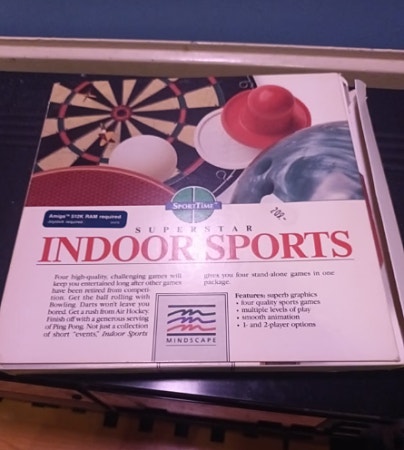 SPORTTIME™
200-
Amiga™ 512K RAM required
SUPERSTAR
INDOOR SPORTS
Four high-quality, challenging games will
keep you entertained long after other games
have been retired from competi-
tion. Get the ball rolling with
Bowling. Darts won't leave you
bored. Get a rush from Air Hockey.
Finish off with a generous serving
of Ping Pong. Not just a collection
of short "events," Indoor Sports
gives you four stand-alone games in one
package.
Features: superb graphics
• four quality sports games
• multiple levels of play
• smooth animation
• 1- and 2-player options
MINDSCAPE